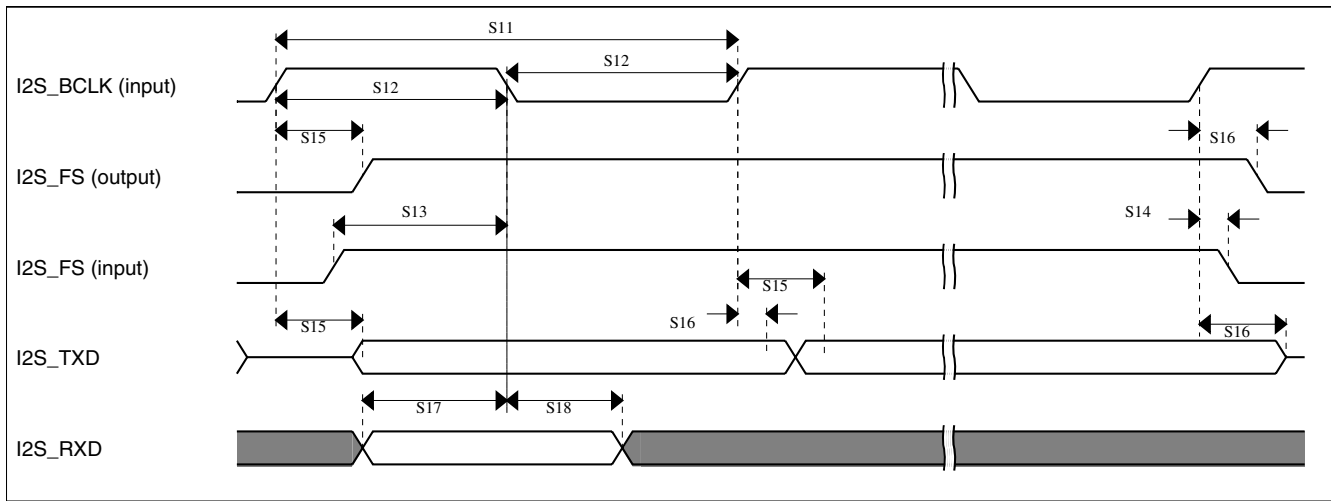 S11
I2S_BCLK (input)
S12
S12
S15
S16
I2S_FS (output)
S13
S14
I2S_FS (input)
S15
S16
S15
S16
I2S_TXD
S17
S18
I2S_RXD